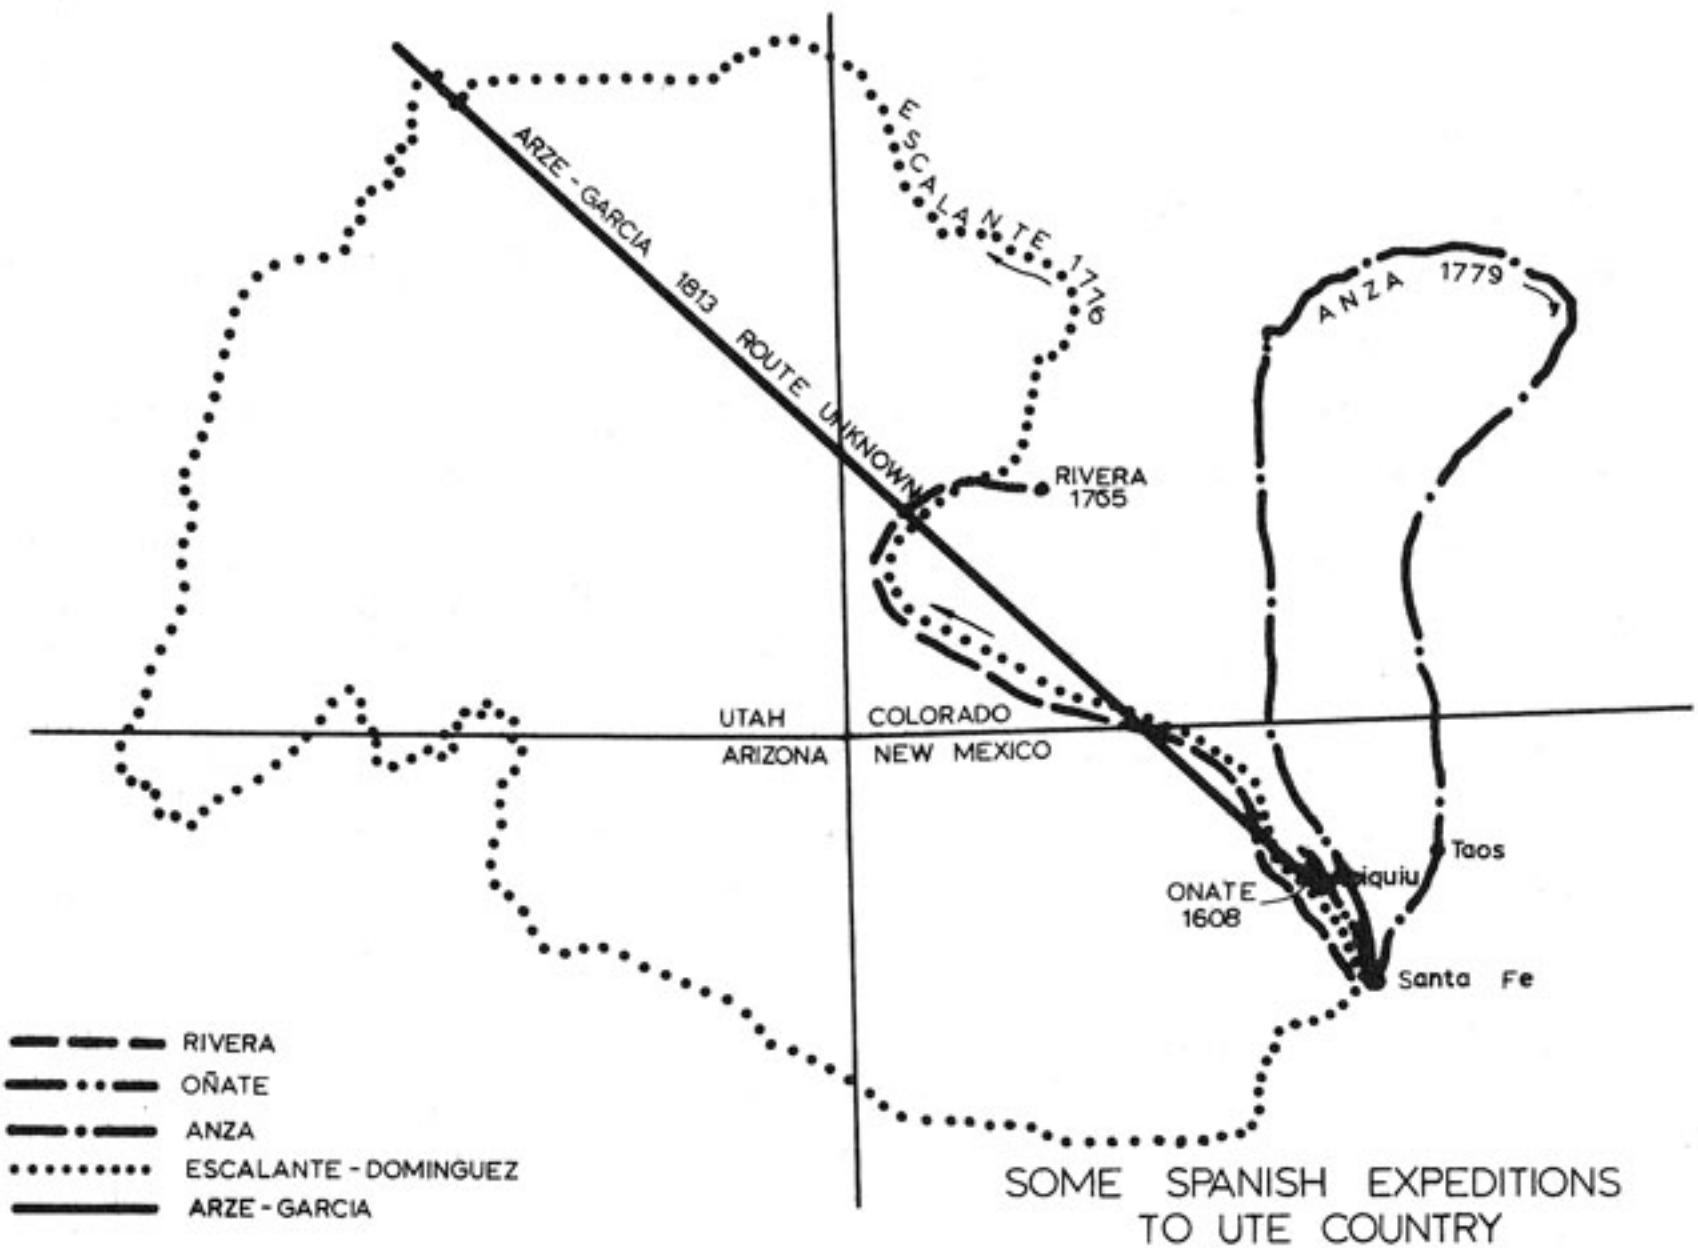 ESCALANTE 1776
ARZE - GARCIA 1813 ROUTE UNKNOWN
ANZA 1779
RIVERA
1765
UTAH
COLORADO
ARIZONA
NEW MEXICO
Taos
ONATE
1608
Santa Fe
RIVERA
OÑATE
ANZA
ESCALANTE - DOMINGUEZ
ARZE - GARCIA
SOME SPANISH EXPEDITIONS
TO UTE COUNTRY